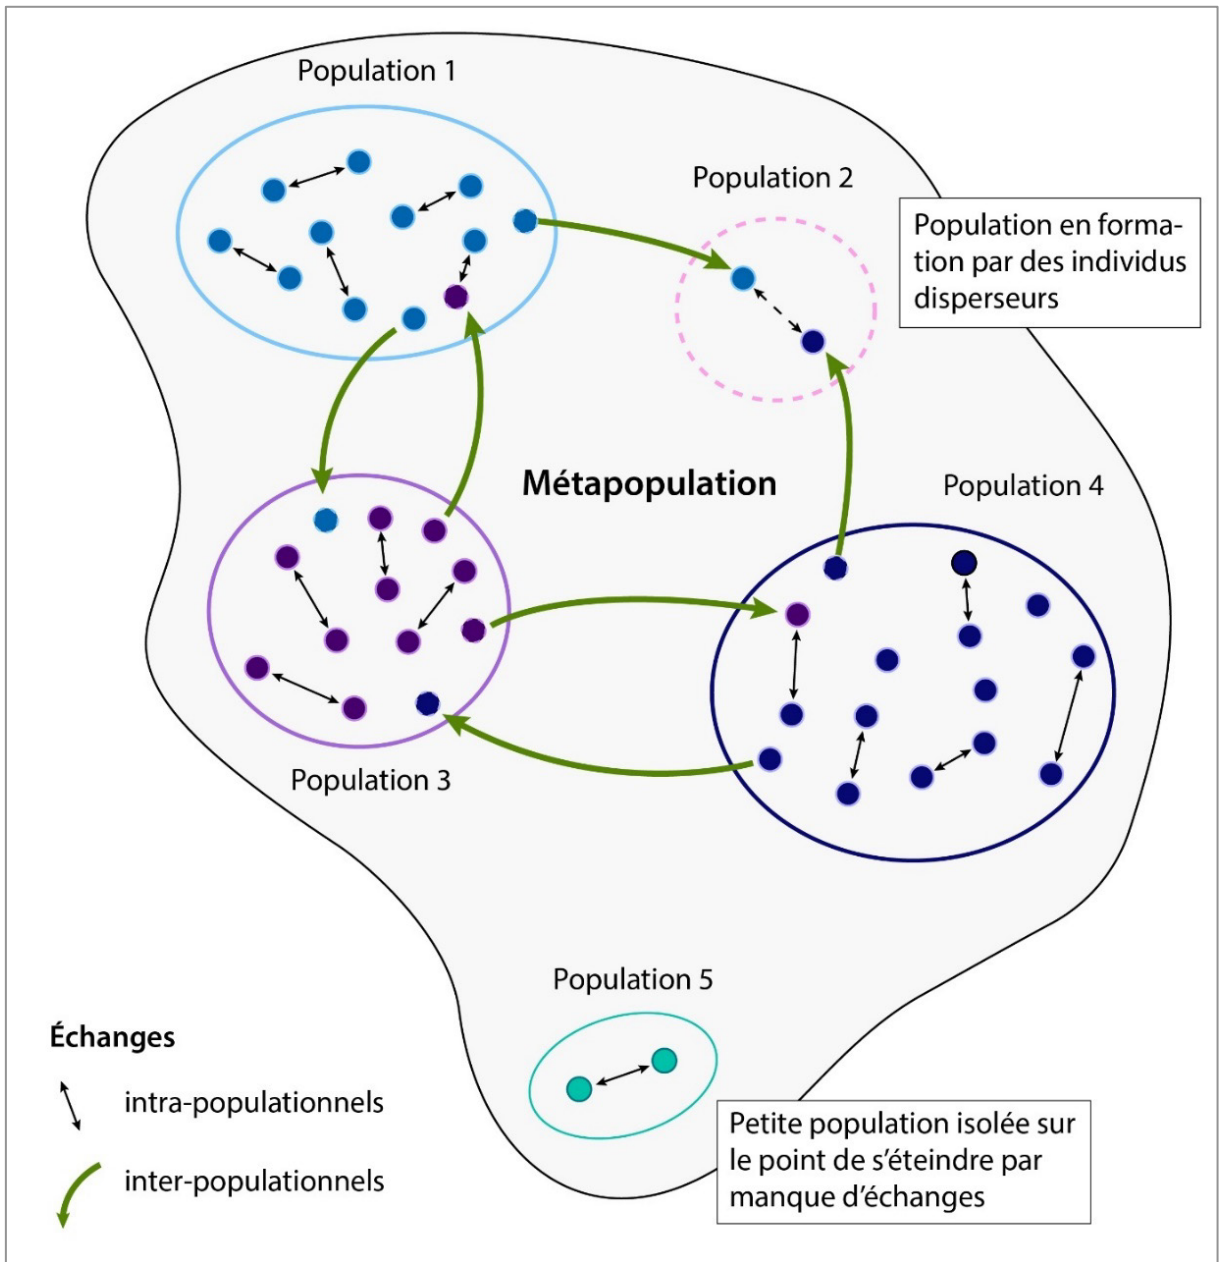 Population 1
Population 2
Population en forma-
tion par des individus
disperseurs
Métapopulation
Population 4
Population 3
Population 5
Échanges
intra-populationnels
inter-populationnels
Petite population isolée sur
le point de s’éteindre par
manque d’échanges